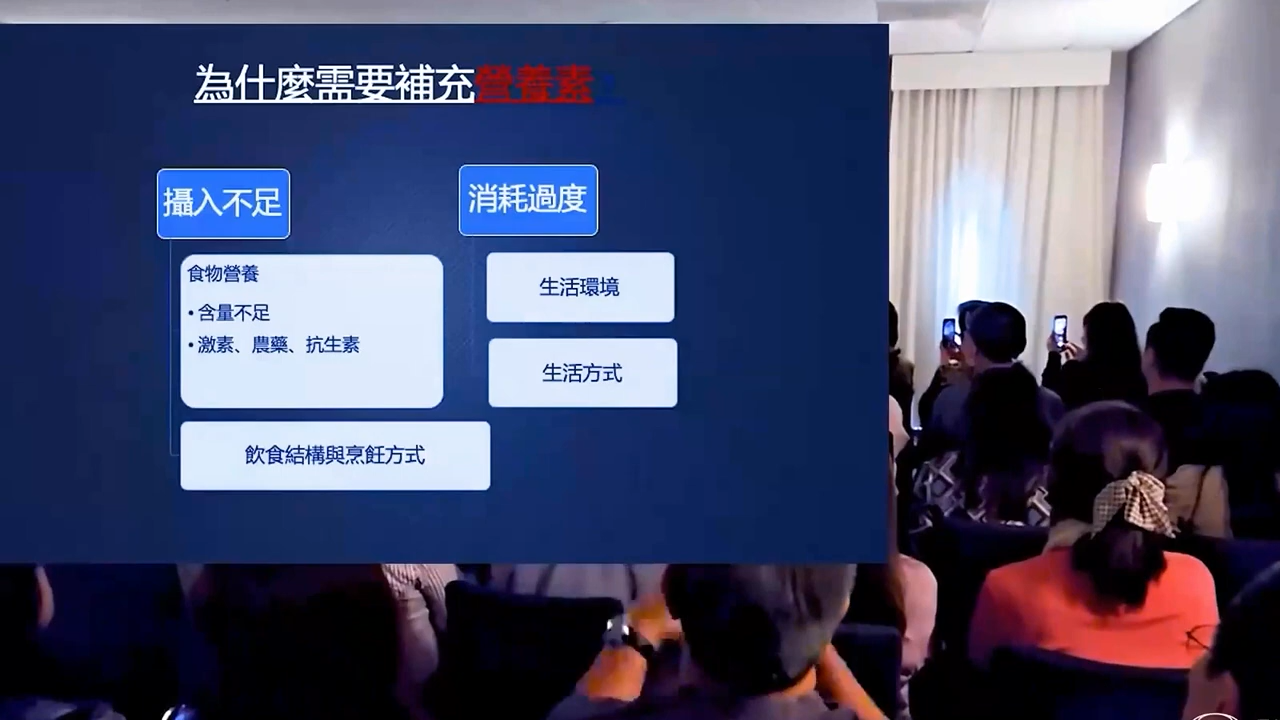 為什麼需要補充營養素?
攝入不足
食物營養
• 含量不足
• 激素、農藥、抗生素
飲食結構與烹飪方式
消耗過度
生活環境
生活方式